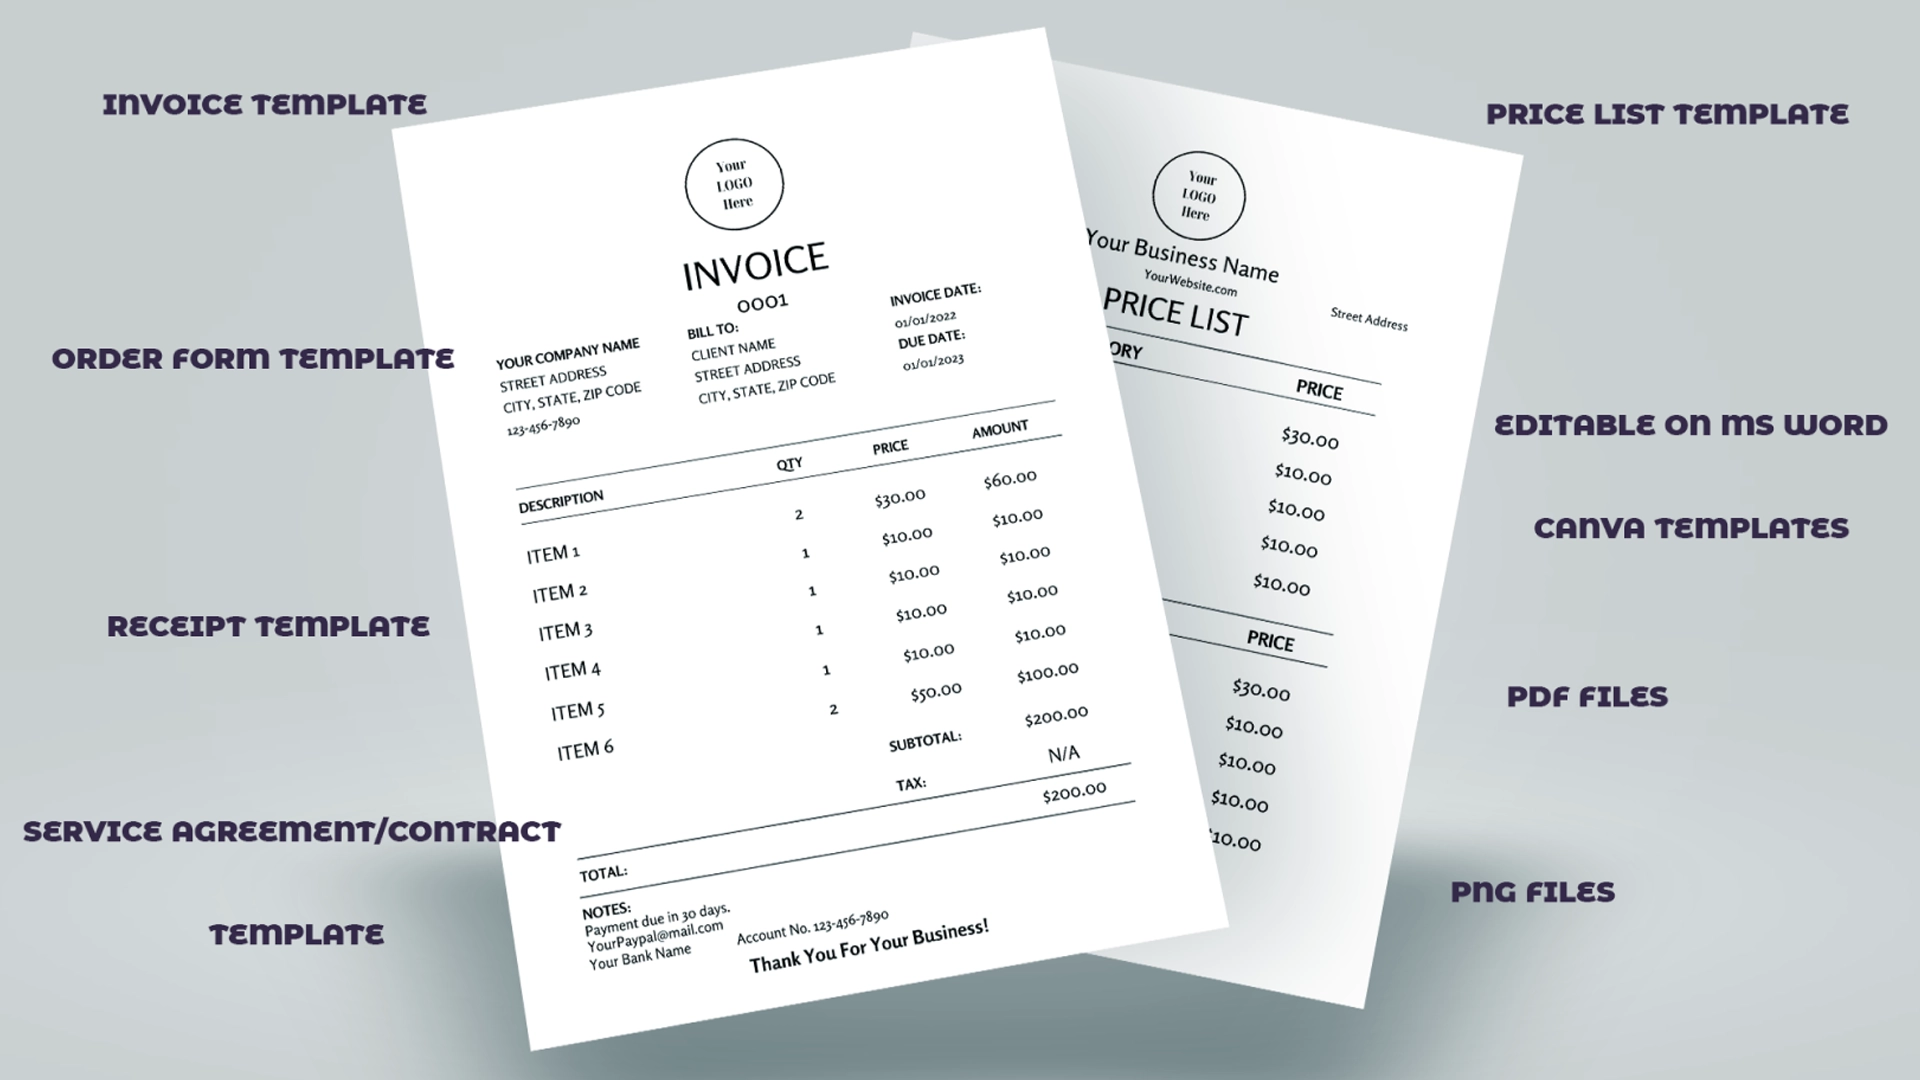 INVOICE TEMPLATE
ORDER FORM TEMPLATE
RECEIPT TEMPLATE
SERVICE AGREEMENT/CONTRACT
TEMPLATE
Your
LOGO
Here
INVOICE
0001
YOUR COMPANY NAME
STREET ADDRESS
CITY, STATE, ZIP CODE
123-456-7890
BILL TO:
CLIENT NAME
STREET ADDRESS
CITY, STATE, ZIP CODE
INVOICE DATE:
01/01/2022
DUE DATE:
01/01/2023
DESCRIPTION QTY PRICE AMOUNT
ITEM 1 2 $30.00 $60.00
ITEM 2 1 $10.00 $10.00
ITEM 3 1 $10.00 $10.00
ITEM 4 1 $10.00 $10.00
ITEM 5 1 $10.00 $10.00
ITEM 6 2 $50.00 $100.00
SUBTOTAL: $200.00
TAX: N/A
TOTAL: $200.00
NOTES:
Payment due in 30 days.
YourPaypal@mail.com
Your Bank Name
Account No. 123-456-7890
Thank You For Your Business!
Your
LOGO
Here
Your Business Name
YourWebsite.com
Street Address
PRICE LIST
ORY PRICE
$30.00
$10.00
$10.00
$10.00
$10.00
PRICE
$30.00
$10.00
$10.00
$10.00
$10.00
PRICE LIST TEMPLATE
EDITABLE ON MS WORD
CANVA TEMPLATES
PDF FILES
PNG FILES